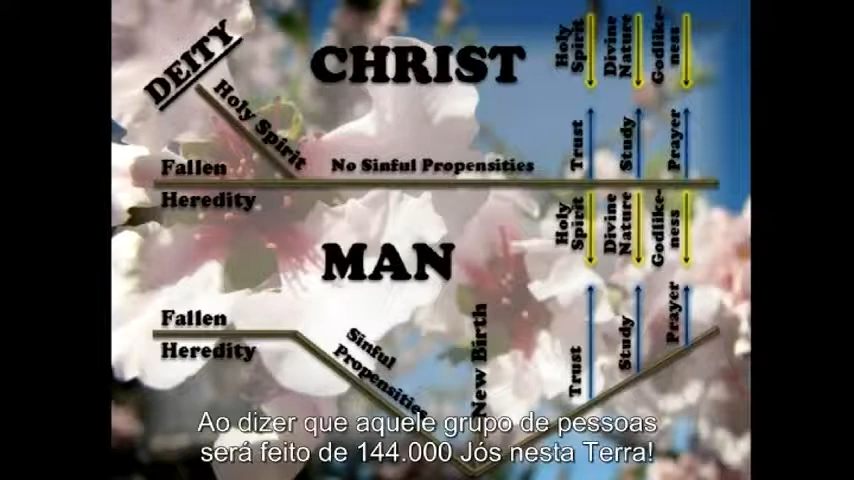 DEITY
CHRIST
Holy Spirit
Holy
Spirit
Divine
Nature
Godlike-
ness
Trust
Study
Prayer
Fallen
No Sinful Propensities
Heredity
Holy
Spirit
Divine
Nature
Godlike-
ness
MAN
Fallen
Heredity
Sinful
Propensities
New Birth
Trust
Study
Prayer
Ao dizer que aquele grupo de pessoas
será feito de 144.000 Jós nesta Terra!